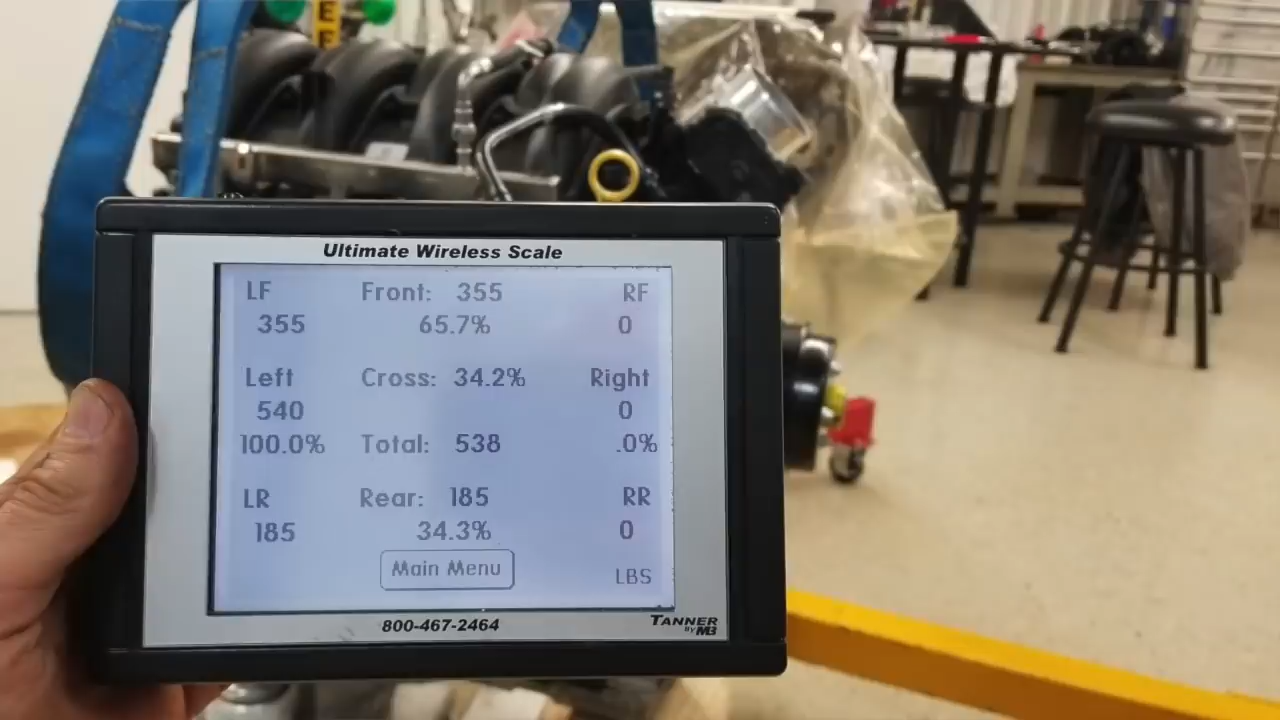 Ultimate Wireless Scale
LF Front: 355 RF
355 65.7% 0
Left Cross: 34.2% Right
540 0
100.0% Total: 538 .0%
LR Rear: 185 RR
185 34.3% 0
Main Menu
LBS
800-467-2464
TANNER
BY MB